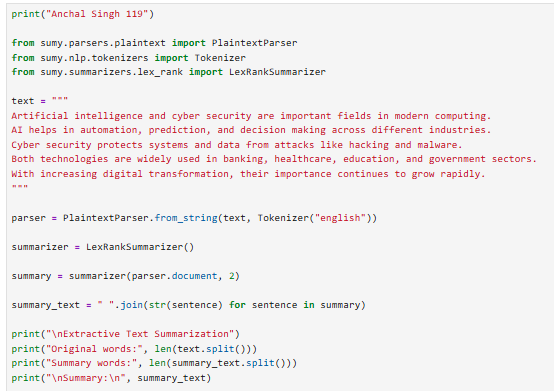 print("Anchal Singh 119")
from sumy.parsers.plaintext import PlaintextParser
from sumy.nlp.tokenizers import Tokenizer
from sumy.summarizers.lex_rank import LexRankSummarizer
text = """
Artificial intelligence and cyber security are important fields in modern computing.
AI helps in automation, prediction, and decision making across different industries.
Cyber security protects systems and data from attacks like hacking and malware.
Both technologies are widely used in banking, healthcare, education, and government sectors.
With increasing digital transformation, their importance continues to grow rapidly.
"""
parser = PlaintextParser.from_string(text, Tokenizer("english"))
summarizer = LexRankSummarizer()
summary = summarizer(parser.document, 2)
summary_text = " ".join(str(sentence) for sentence in summary)
print("\nExtractive Text Summarization")
print("Original words:", len(text.split()))
print("Summary words:", len(summary_text.split()))
print("\nSummary:\n", summary_text)